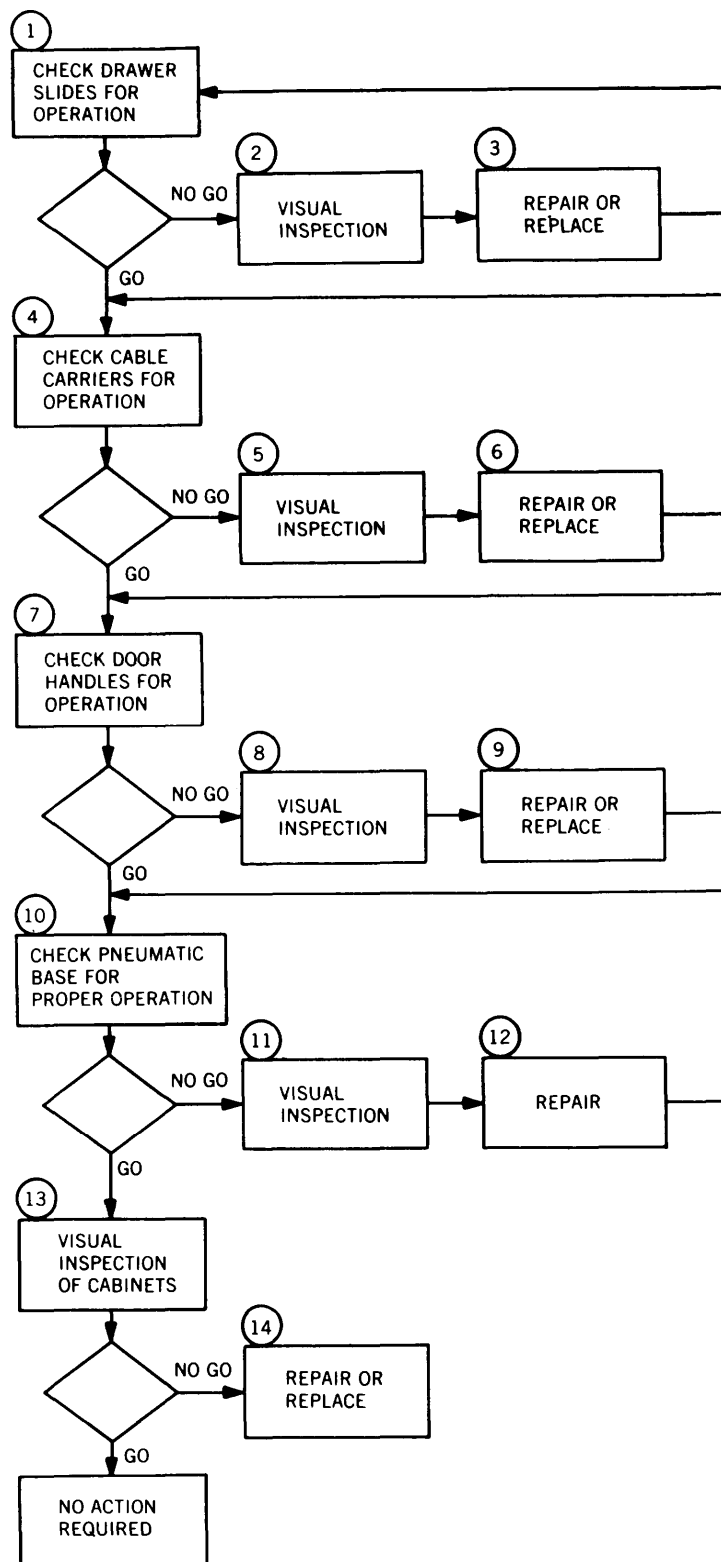 1
CHECK DRAWER
SLIDES FOR
OPERATION
NO GO
2
VISUAL
INSPECTION
3
REPAIR OR
REPLACE
GO
4
CHECK CABLE
CARRIERS FOR
OPERATION
NO GO
5
VISUAL
INSPECTION
6
REPAIR OR
REPLACE
GO
7
CHECK DOOR
HANDLES FOR
OPERATION
NO GO
8
VISUAL
INSPECTION
9
REPAIR OR
REPLACE
GO
10
CHECK PNEUMATIC
BASE FOR
PROPER OPERATION
NO GO
11
VISUAL
INSPECTION
12
REPAIR
GO
13
VISUAL
INSPECTION
OF CABINETS
NO GO
14
REPAIR OR
REPLACE
GO
NO ACTION
REQUIRED